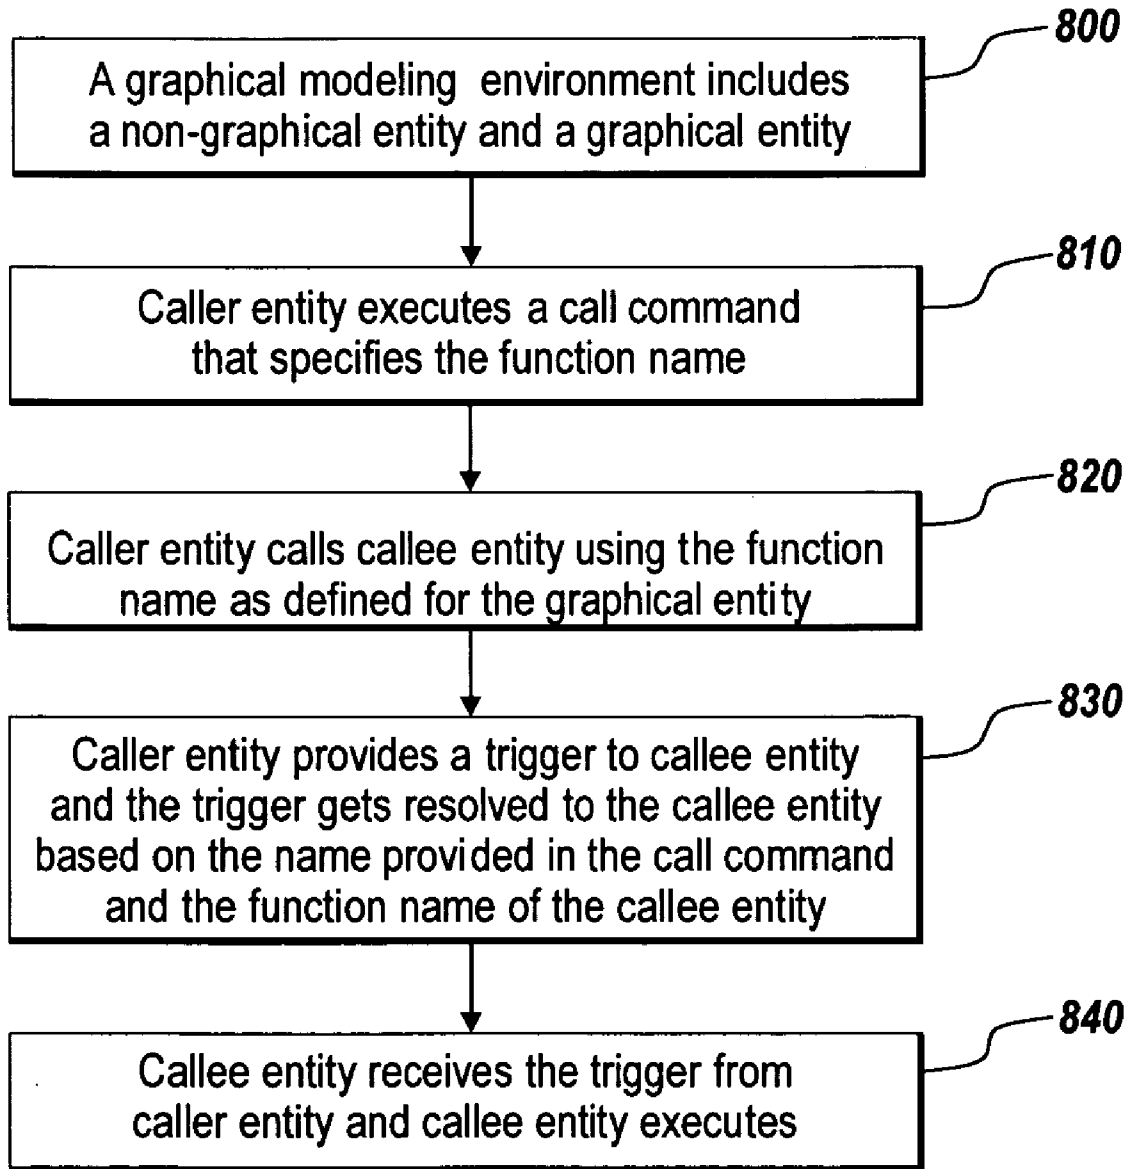 800
A graphical modeling environment includes
a non-graphical entity and a graphical entity
810
Caller entity executes a call command
that specifies the function name
820
Caller entity calls callee entity using the function
name as defined for the graphical entity
830
Caller entity provides a trigger to callee entity
and the trigger gets resolved to the callee entity
based on the name provided in the call command
and the function name of the callee entity
840
Callee entity receives the trigger from
caller entity and callee entity executes